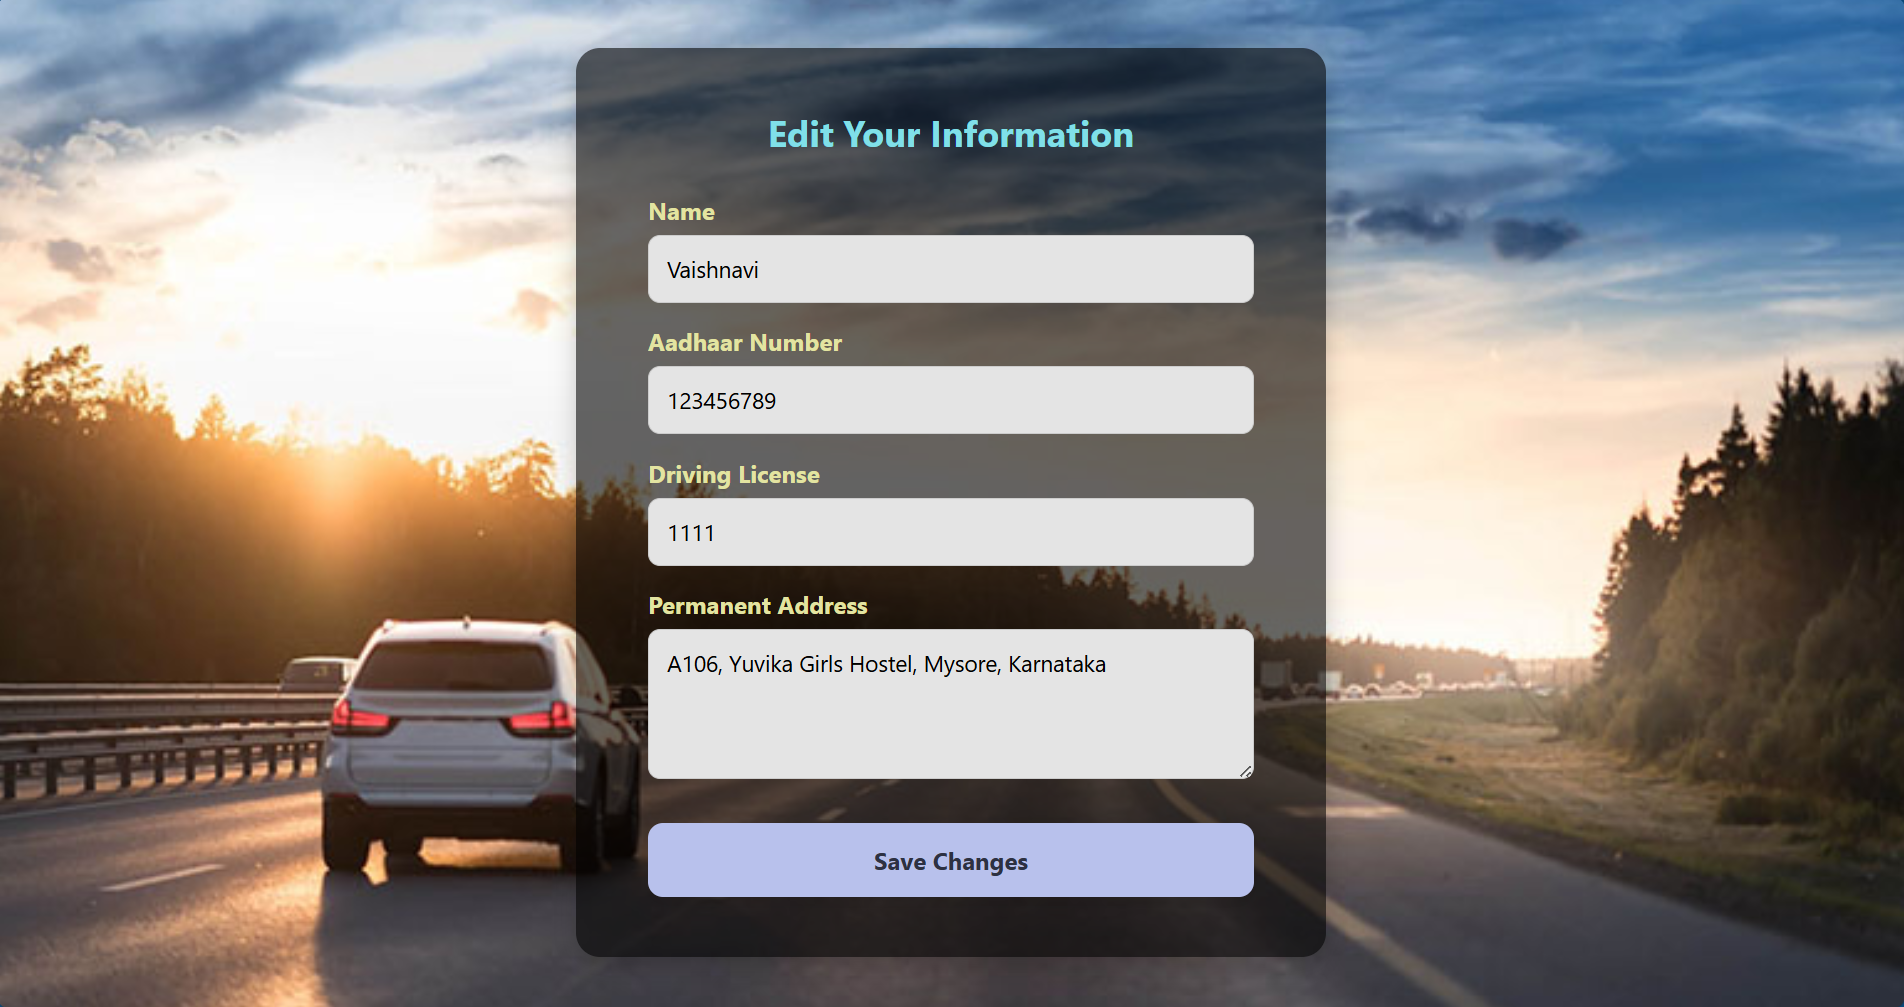 Edit Your Information
Name
Vaishnavi
Aadhaar Number
123456789
Driving License
1111
Permanent Address
A106, Yuvika Girls Hostel, Mysore, Karnataka
Save Changes